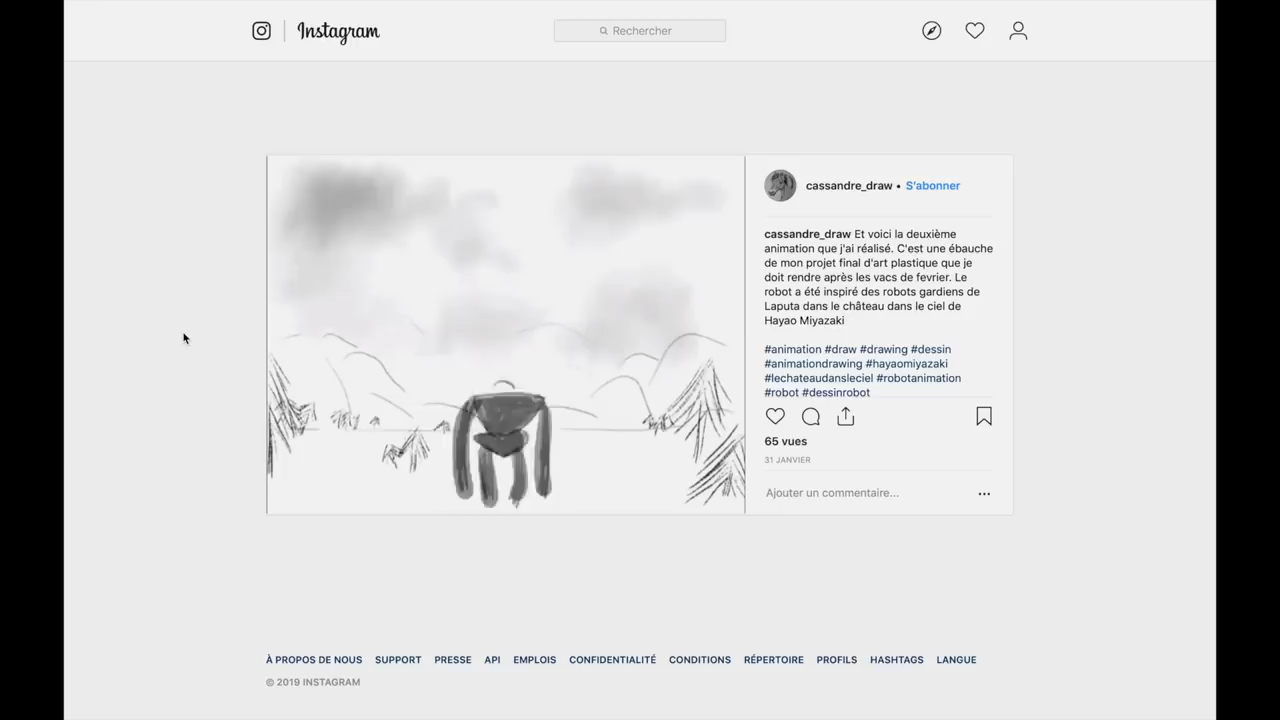 Instagram
Rechercher
cassandre_draw • S'abonner
cassandre_draw Et voici la deuxième
animation que j'ai réalisé. C'est une ébauche
de mon projet final d'art plastique que je
doit rendre après les vacs de fevrier. Le
robot a été inspiré des robots gardiens de
Laputa dans le château dans le ciel de
Hayao Miyazaki
#animation #draw #drawing #dessin
#animationdrawing #hayaomiyazaki
#lechateaudansleciel #robotanimation
#robot #dessinrobot
65 vues
31 JANVIER
Ajouter un commentaire...
À PROPOS DE NOUS SUPPORT PRESSE API EMPLOIS CONFIDENTIALITÉ CONDITIONS RÉPERTOIRE PROFILS HASHTAGS LANGUE
© 2019 INSTAGRAM